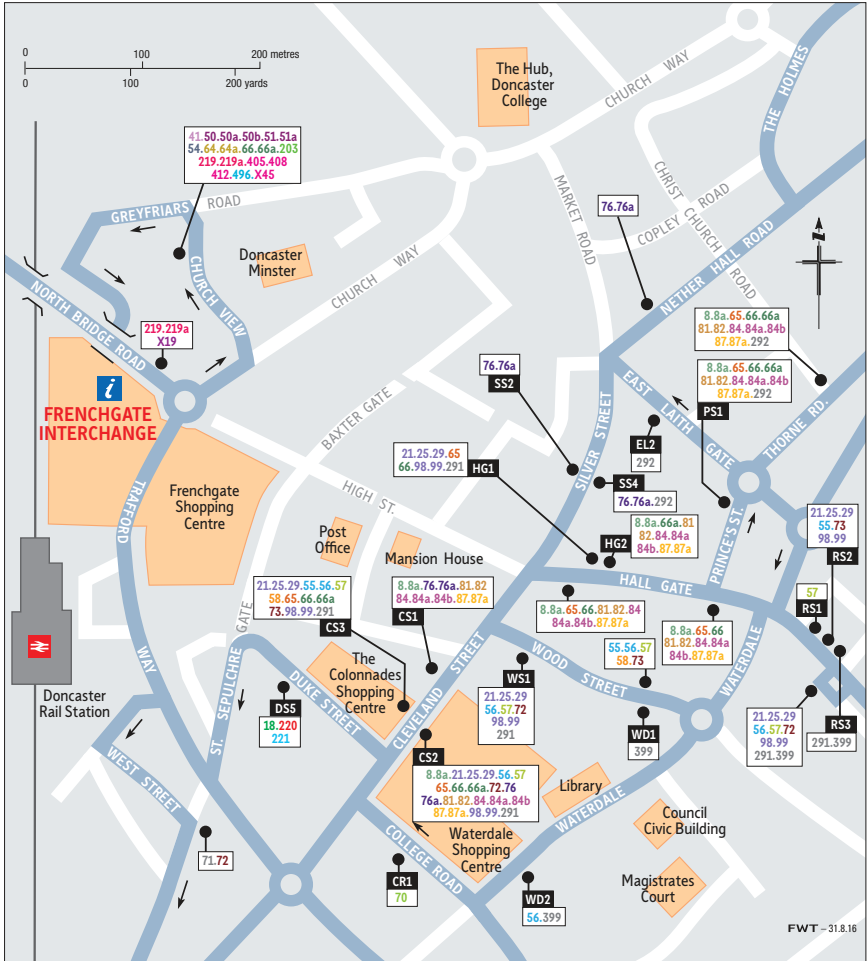 0 100 200 metres
0 100 200 yards
The Hub,
Doncaster
College
CHURCH WAY
THE HOLMES
41.50.50a.50b.51.51a
54.64.64a.66.66a.203
219.219a.405.408
412.496.X45
GREYFRIARS ROAD
MARKET ROAD
CHRIST CHURCH ROAD
COPLEY ROAD
76.76a
NETHER HALL ROAD
Doncaster
Minster
CHURCH VIEW
CHURCH WAY
NORTH BRIDGE ROAD
219.219a
X19
8.8a.65.66.66a
81.82.84.84a.84b
87.87a.292
8.8a.65.66.66a
81.82.84.84a.84b
87.87a.292
PS1
76.76a
SS2
i
FRENCHGATE
INTERCHANGE
BAXTER GATE
SILVER STREET
EAST LAITH GATE
THORNE RD.
EL2
292
21.25.29.65
66.98.99.291
HG1
SS4
76.76a.292
TRAFFORD WAY
Frenchgate
Shopping
Centre
HIGH ST.
Post
Office
Mansion House
HG2
8.8a.66a.81
82.84.84a
84b.87.87a
PRINCE'S ST.
21.25.29
55.73
98.99
RS2
HALL GATE
57
RS1
21.25.29.55.56.57
58.65.66.66a
73.98.99.291
CS3
8.8a.76.76a.81.82
84.84a.84b.87.87a
CS1
8.8a.65.66.81.82.84
84a.84b.87.87a
8.8a.65.66
81.82.84.84a
84b.87.87a
55.56.57
58.73
WOOD STREET
WATERDALE
ST. SEPULCHRE GATE
DUKE STREET
The
Colonnades
Shopping
Centre
CLEVELAND STREET
WS1
21.25.29
56.57.72
98.99
291
Doncaster
Rail Station
DS5
18.220
221
WD1
399
21.25.29
56.57.72
98.99
291.399
RS3
291.399
CS2
8.8a.21.25.29.56.57
65.66.66a.72.76
76a.81.82.84.84a.84b
87.87a.98.99.291
WEST STREET
Library
WATERDALE
Council
Civic Building
Waterdale
Shopping
Centre
COLLEGE ROAD
71.72
CR1
70
WD2
56.399
Magistrates
Court
FWT – 31.8.16